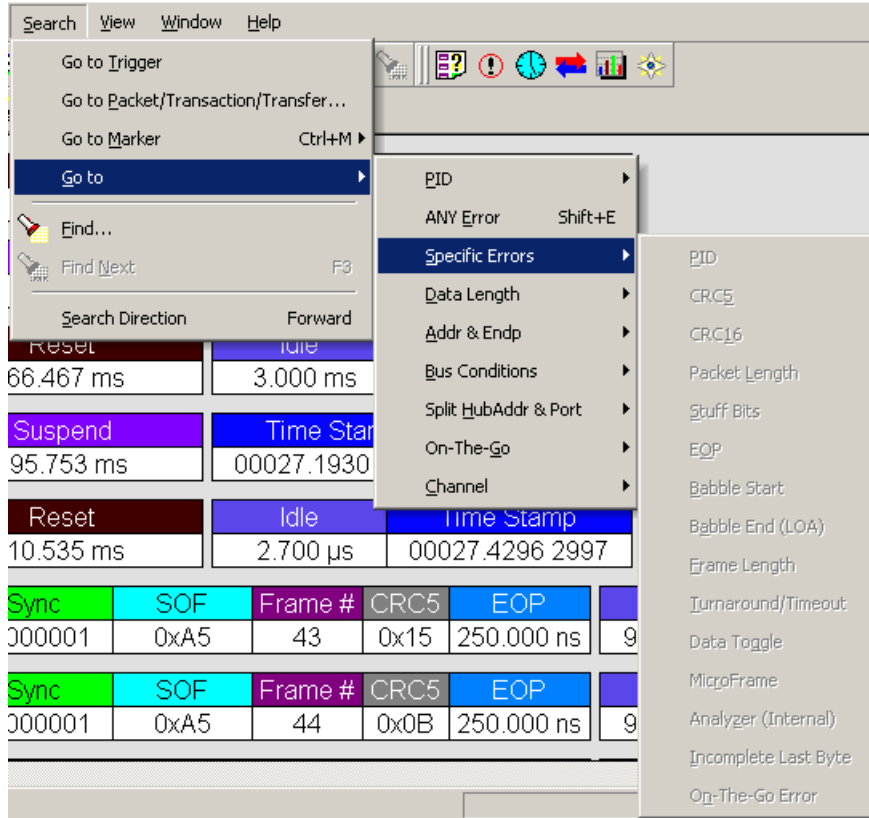 Search View Window Help
Go to Trigger
Go to Packet/Transaction/Transfer...
Go to Marker Ctrl+M
Go to
Find...
Find Next F3
Search Direction Forward
PID
ANY Error Shift+E
Specific Errors
Data Length
Addr & Endp
Bus Conditions
Split HubAddr & Port
On-The-Go
Channel
PID
CRC5
CRC16
Packet Length
Stuff Bits
EOP
Babble Start
Babble End (LOA)
Frame Length
Turnaround/Timeout
Data Toggle
MicroFrame
Analyzer (Internal)
Incomplete Last Byte
On-The-Go Error
Reset Idle
66.467 ms 3.000 ms
Suspend Time Star
95.753 ms 00027.1930
Reset Idle Time Stamp
10.535 ms 2.700 µs 00027.4296 2997
Sync SOF Frame # CRC5 EOP
000001 0xA5 43 0x15 250.000 ns 9
Sync SOF Frame # CRC5 EOP
000001 0xA5 44 0x0B 250.000 ns 9